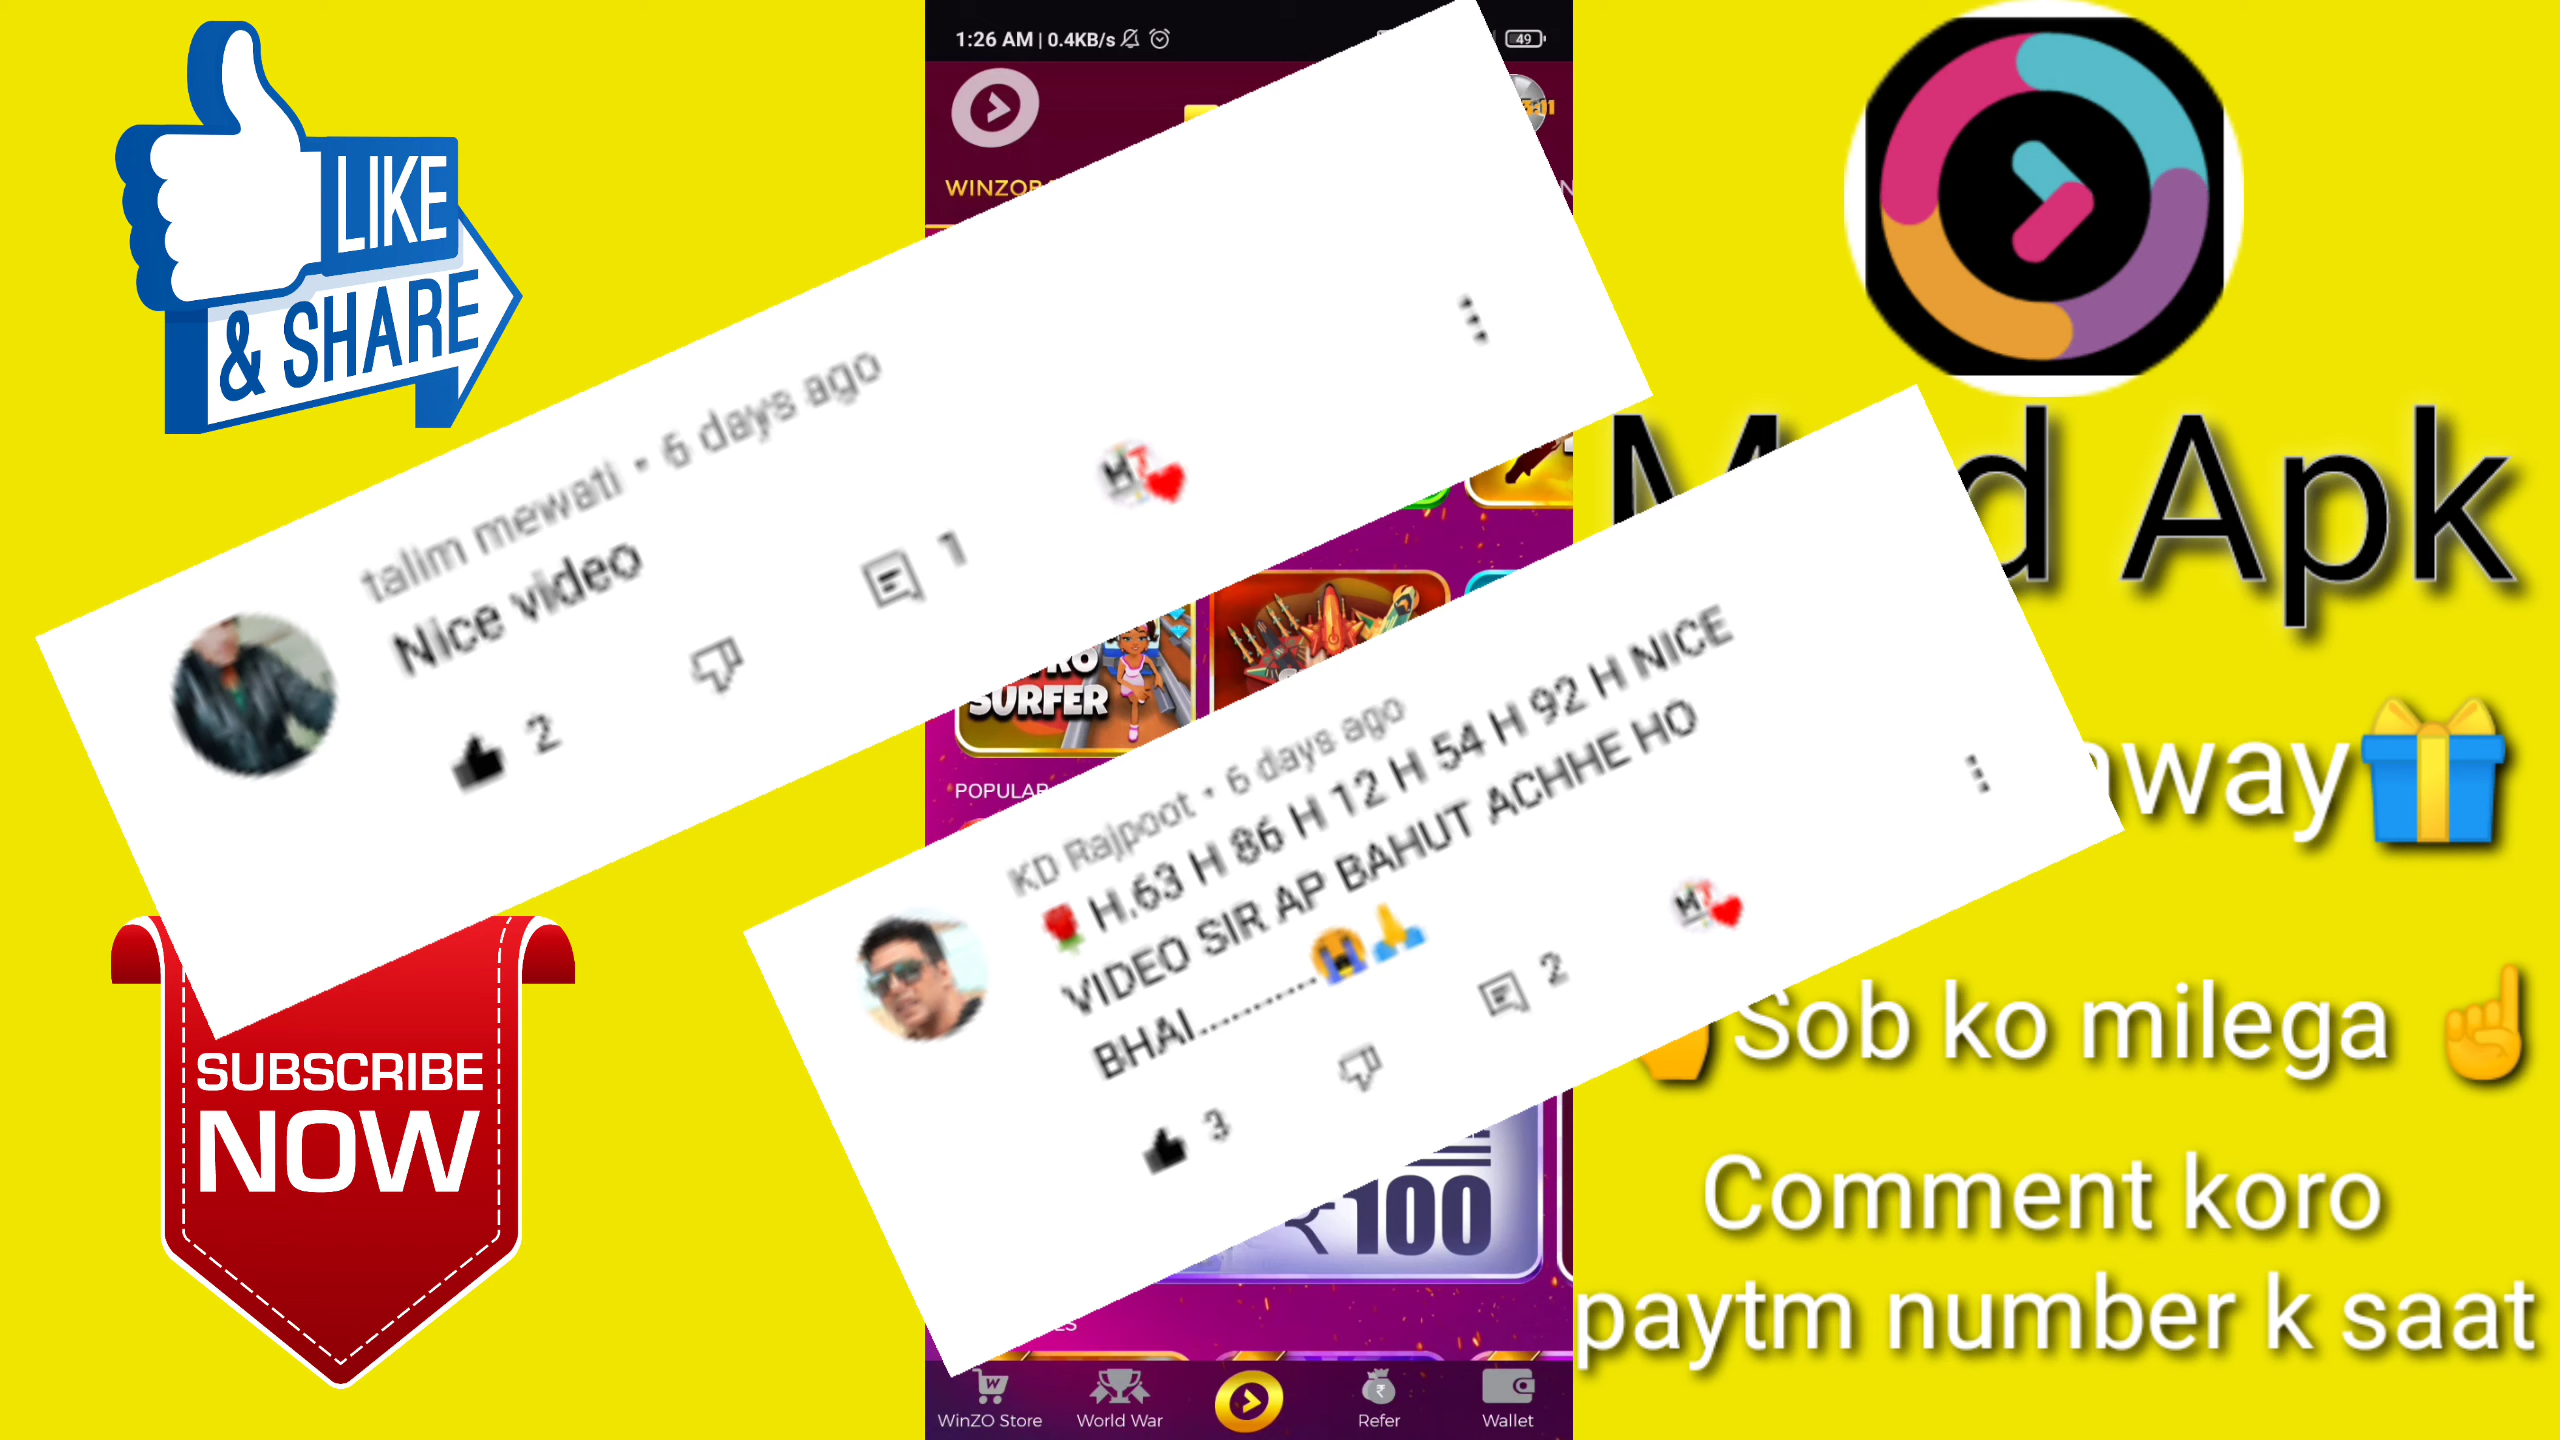 LIKE
& SHARE
1:26 AM | 0.4KB/s
49
talim mewati • 6 days ago
Nice video
2
1
Apk
SURFER
POPULAR
KD Rajpoot • 6 days ago
🌹H.63 H 86 H 12 H 54 H 92 H NICE
VIDEO SIR AP BAHUT ACHHE HO
BHAI............😭🙏
3
2
🎁
Sob ko milega ☝
Comment koro
paytm number k saat
SUBSCRIBE
NOW
₹100
WinZO Store
World War
Refer
Wallet